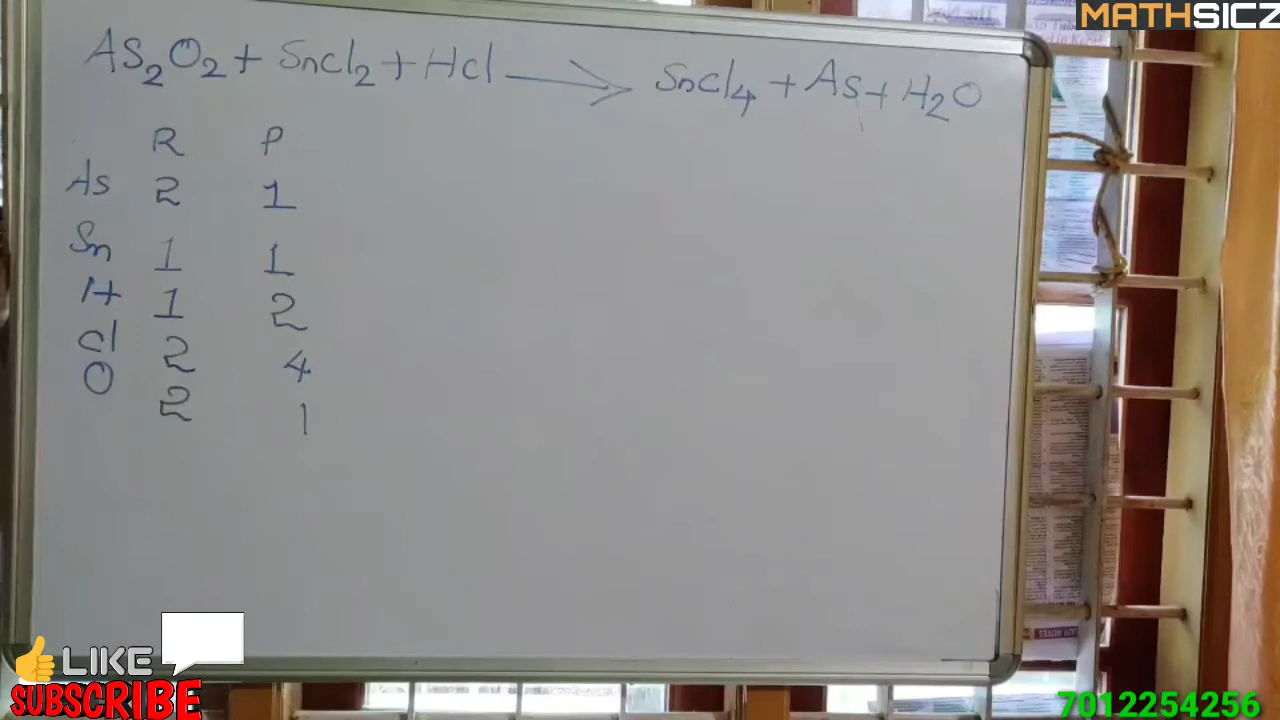 MATHSICZ
As2O2 + SnCl2 + HCl → SnCl4 + As + H2O
R P
As 2 1
Sn 1 1
H 1 2
Cl 2 4
O 2 1
LIKE
SUBSCRIBE
7012254256